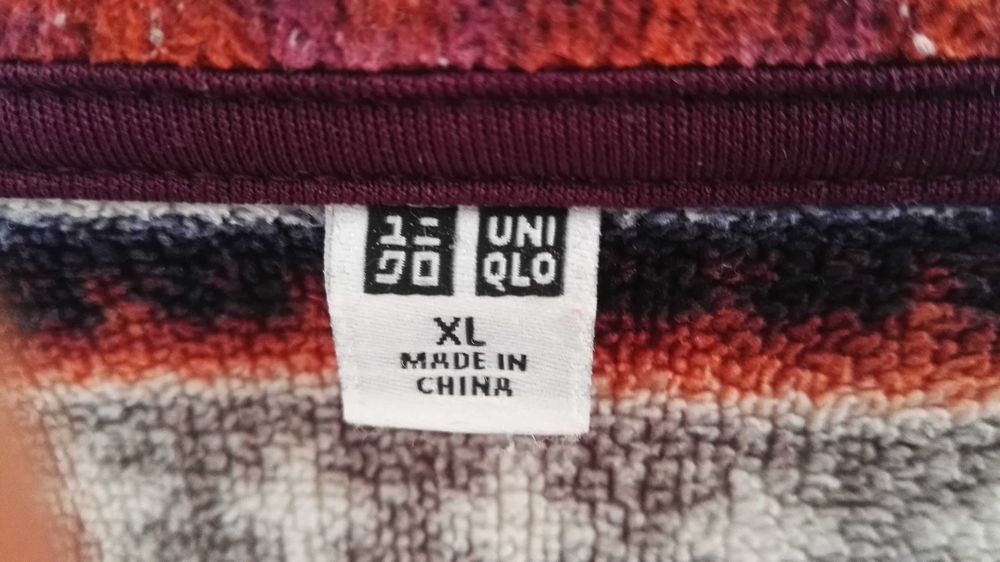 ユニ UNI
クロ QLO
XL
MADE IN
CHINA